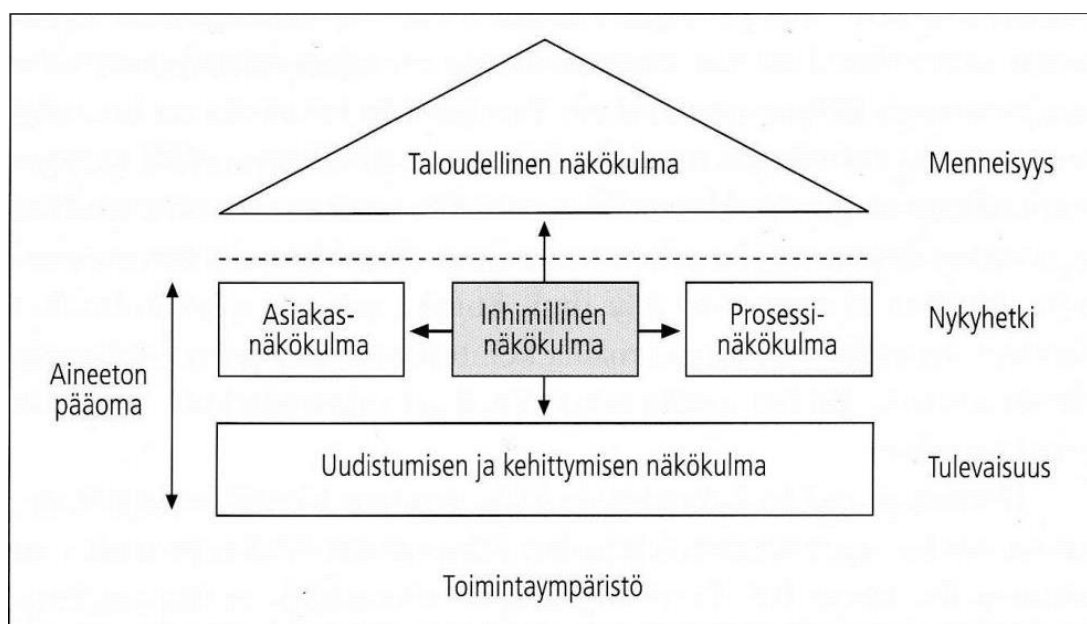 Taloudellinen näkökulma
Menneisyys
Asiakas-
näkökulma
Inhimillinen
näkökulma
Prosessi-
näkökulma
Nykyhetki
Aineeton
pääoma
Uudistumisen ja kehittymisen näkökulma
Tulevaisuus
Toimintaympäristö